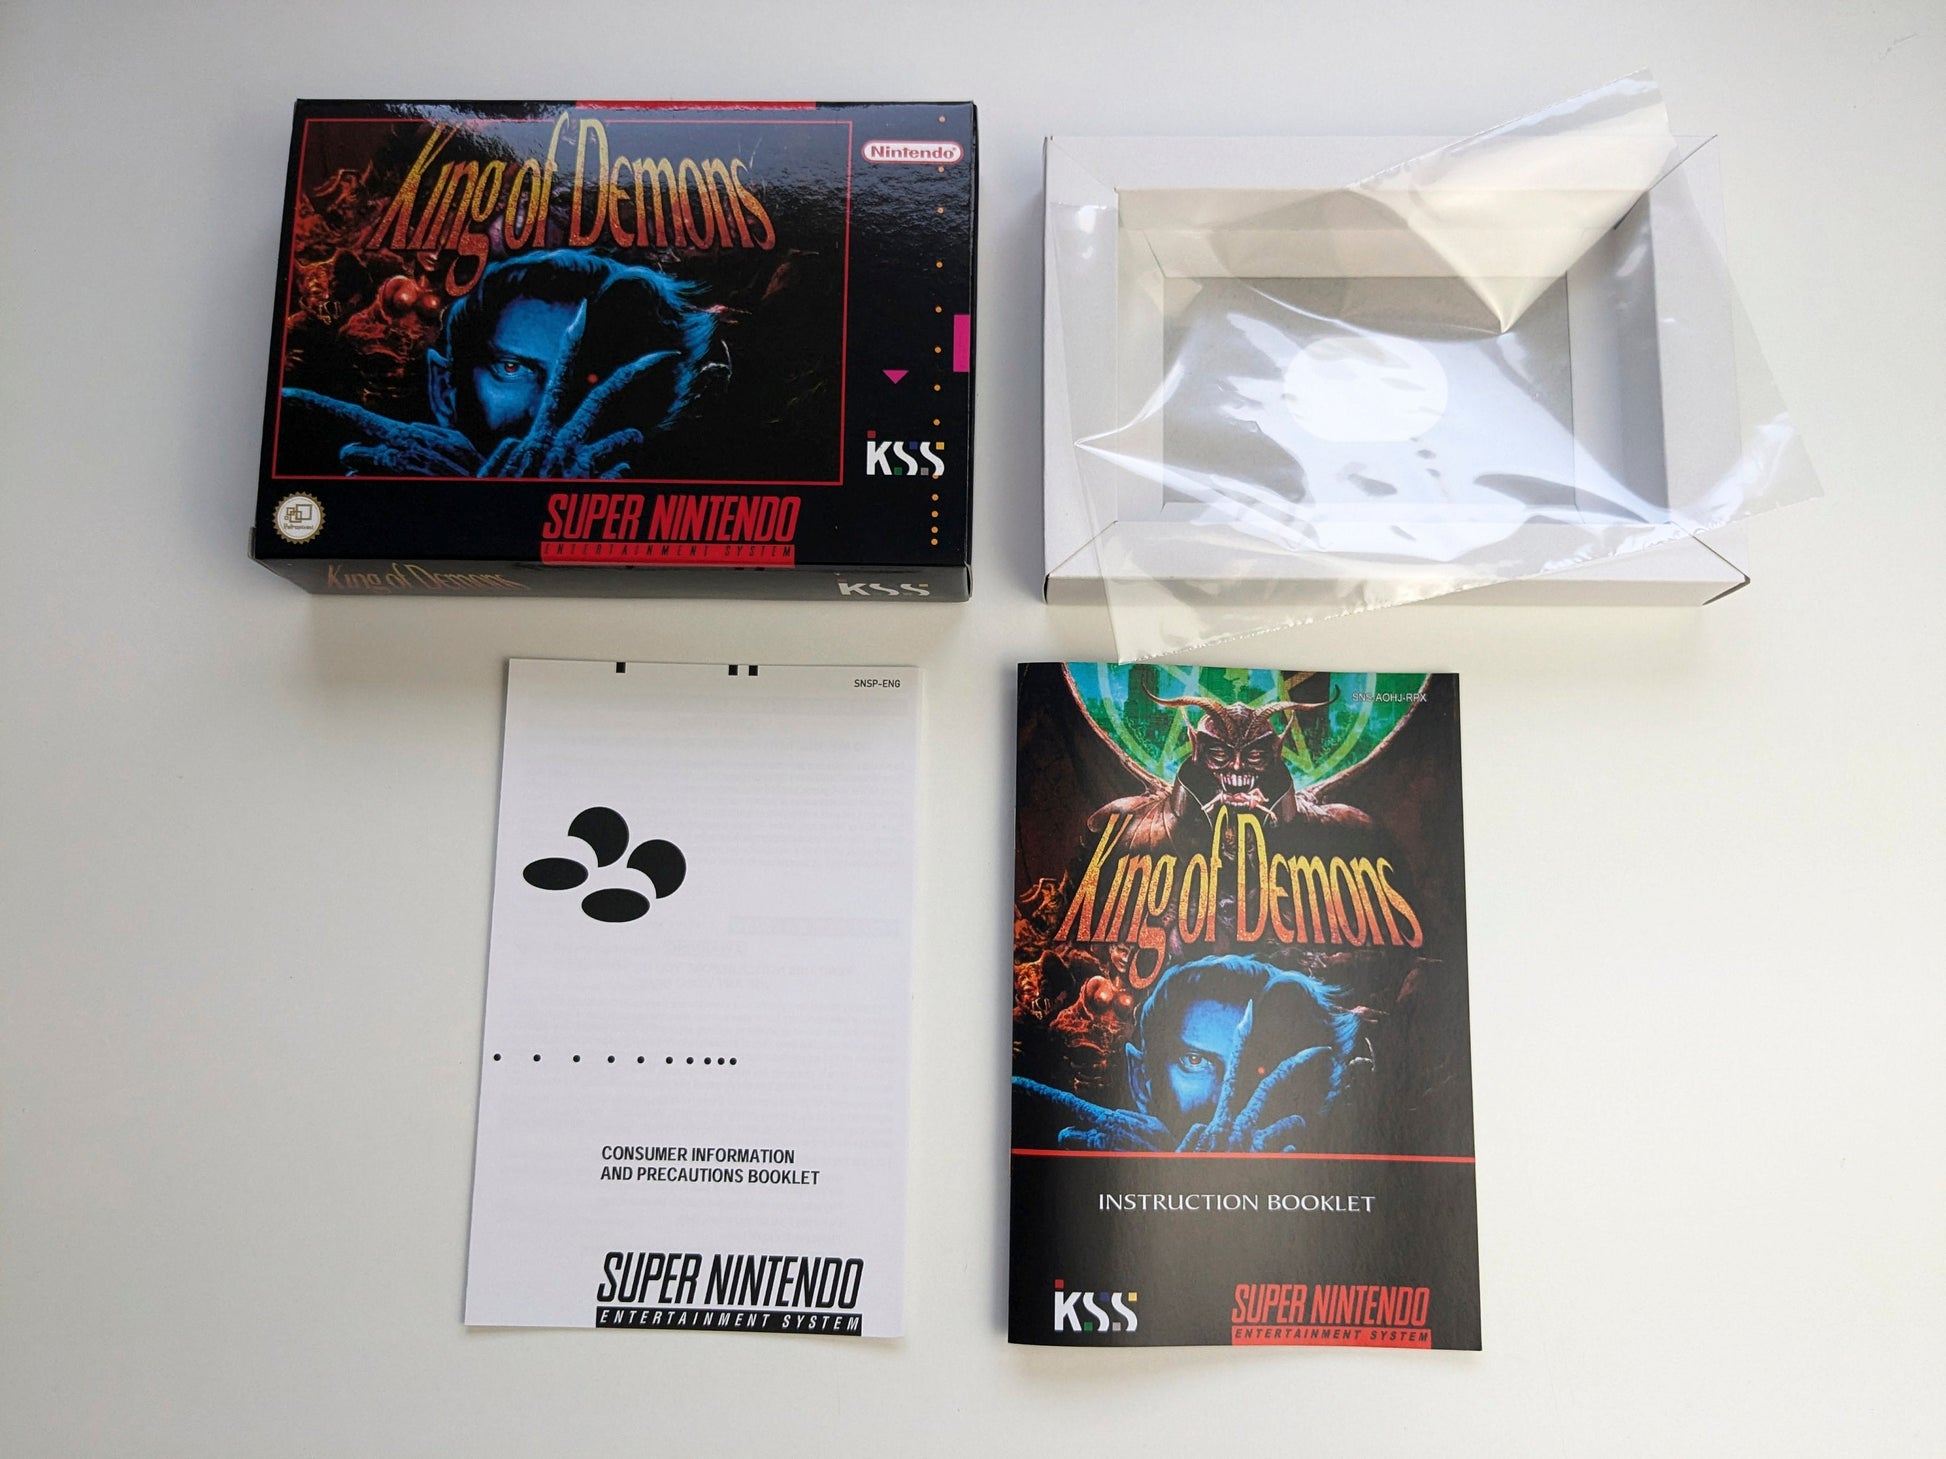 King of Demons
Nintendo
KSS
SUPER NINTENDO
ENTERTAINMENT SYSTEM
King of Demons
KSS
SNSP-ENG
CONSUMER INFORMATION
AND PRECAUTIONS BOOKLET
SUPER NINTENDO
ENTERTAINMENT SYSTEM
SNS-AOHJ-RPX
King of Demons
INSTRUCTION BOOKLET
KSS
SUPER NINTENDO
ENTERTAINMENT SYSTEM